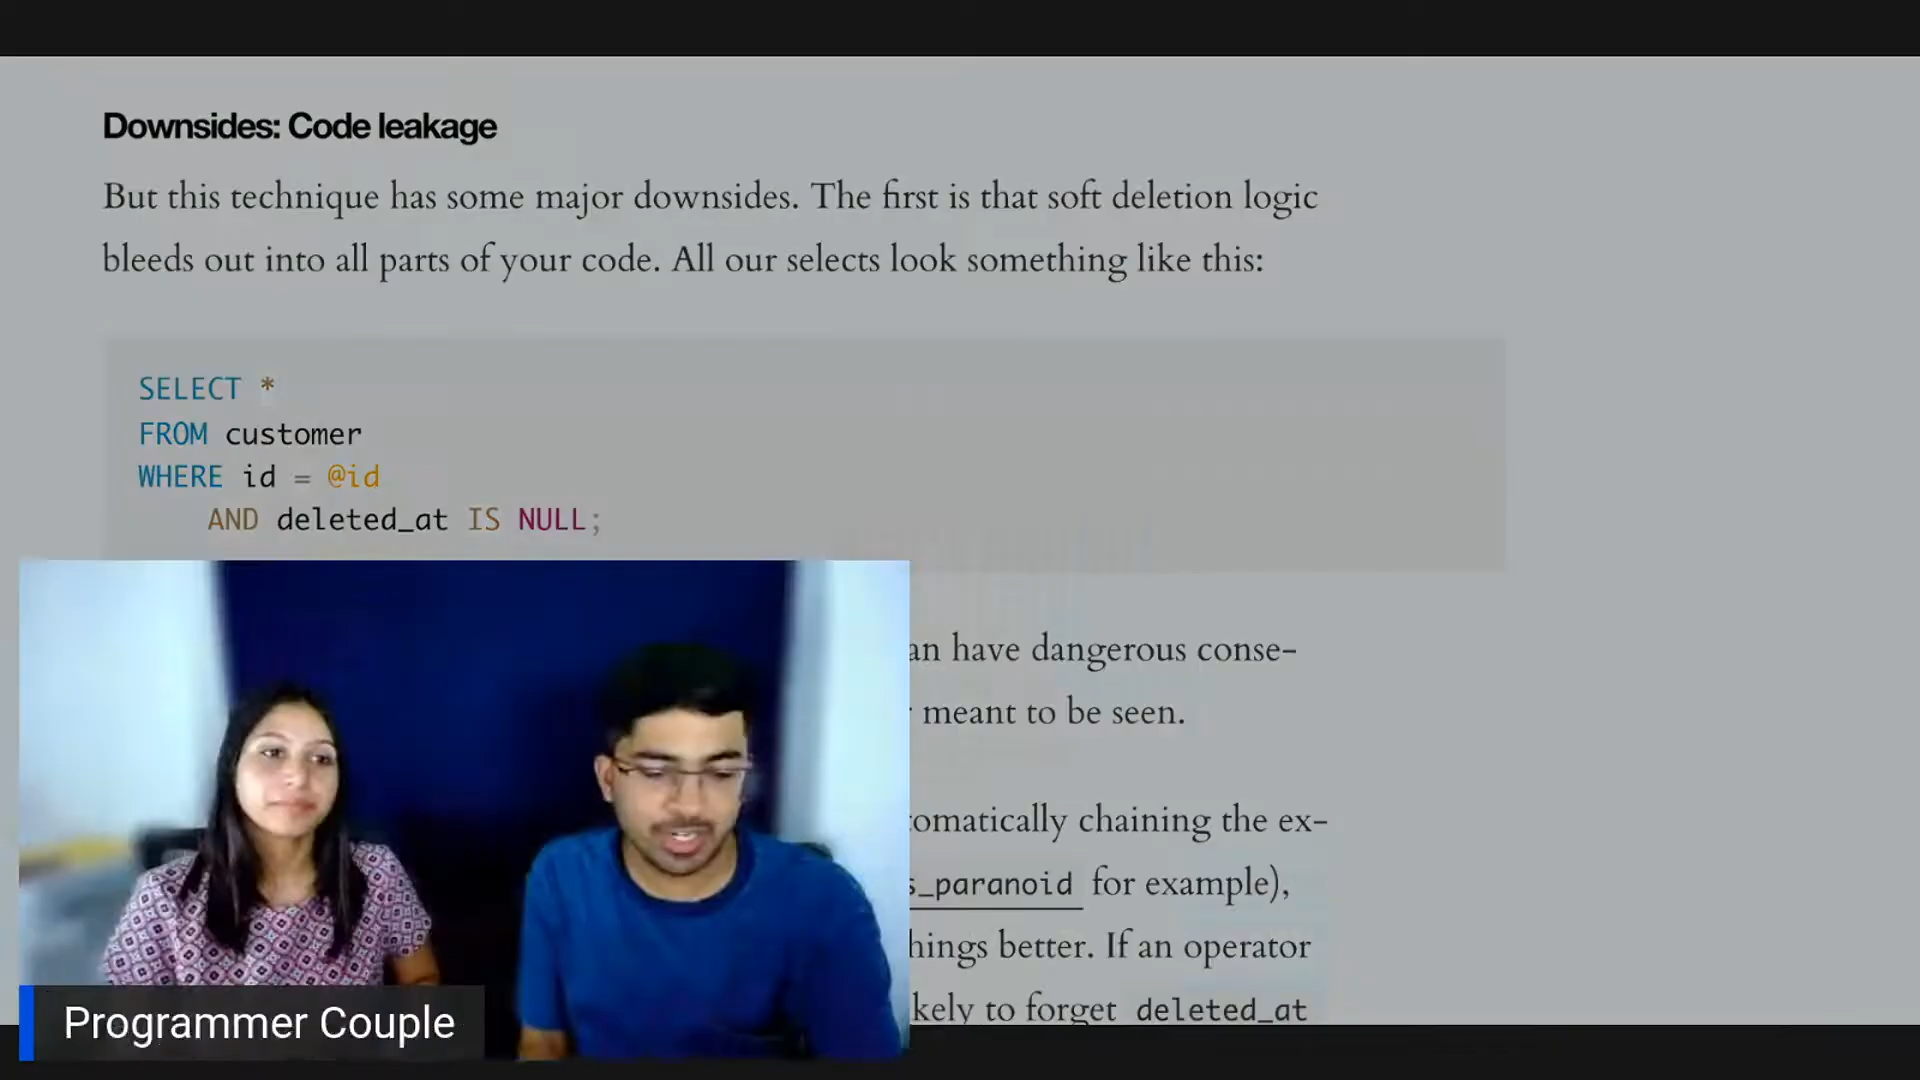 Downsides: Code leakage
But this technique has some major downsides. The first is that soft deletion logic
bleeds out into all parts of your code. All our selects look something like this:
SELECT *
FROM customer
WHERE id = @id
AND deleted_at IS NULL;
an have dangerous conse-
meant to be seen.
omatically chaining the ex-
s_paranoid for example),
hings better. If an operator
kely to forget deleted_at
Programmer Couple